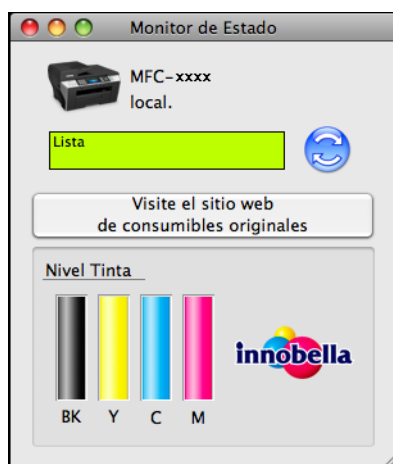 Monitor de Estado
MFC-xxxx
local.
Lista
Visite el sitio web
de consumibles originales
Nivel Tinta
innobella
BK Y C M